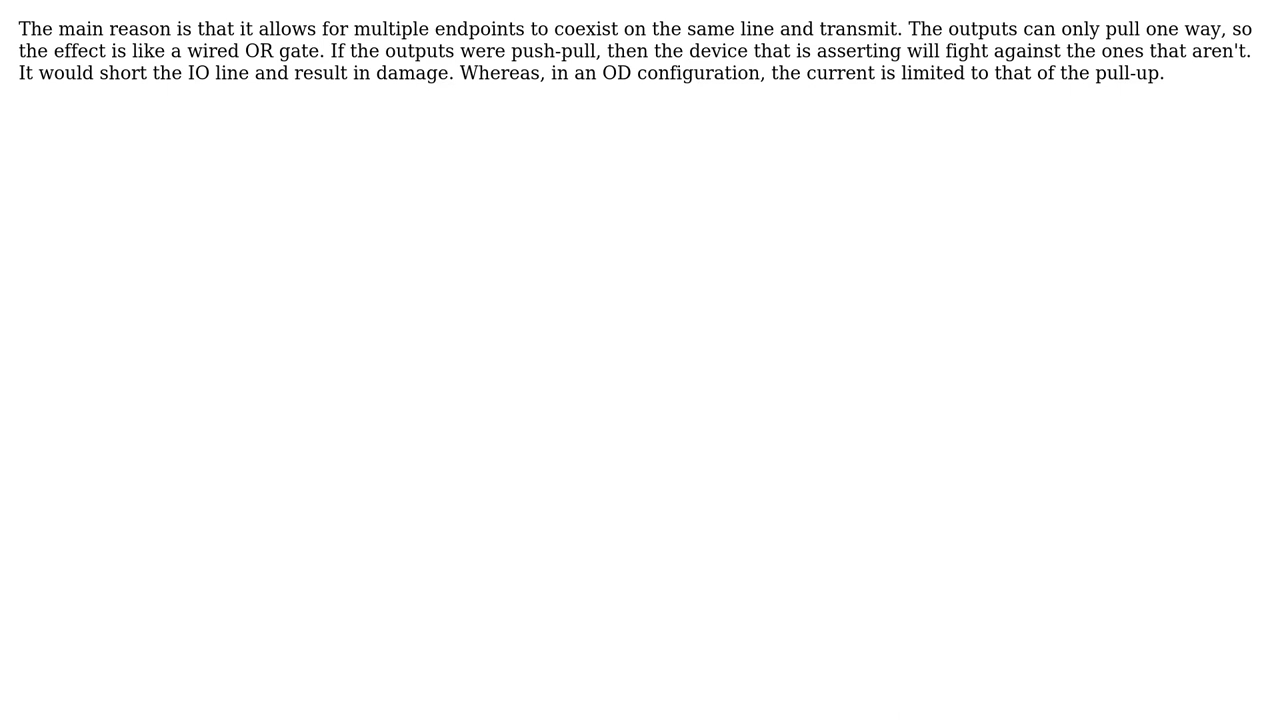 The main reason is that it allows for multiple endpoints to coexist on the same line and transmit. The outputs can only pull one way, so
the effect is like a wired OR gate. If the outputs were push-pull, then the device that is asserting will fight against the ones that aren't.
It would short the IO line and result in damage. Whereas, in an OD configuration, the current is limited to that of the pull-up.